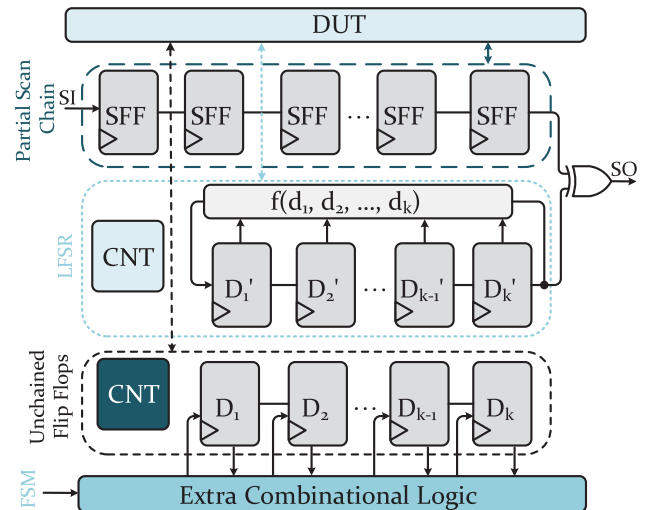 DUT
Partial Scan
Chain
SI
SFF SFF SFF ... SFF SFF
SO
LFSR
f(d₁, d₂, ..., dₖ)
CNT
D₁' D₂' ... Dₖ₋₁' Dₖ'
Unchained
Flip Flops
CNT
D₁ D₂ ... Dₖ₋₁ Dₖ
FSM
Extra Combinational Logic